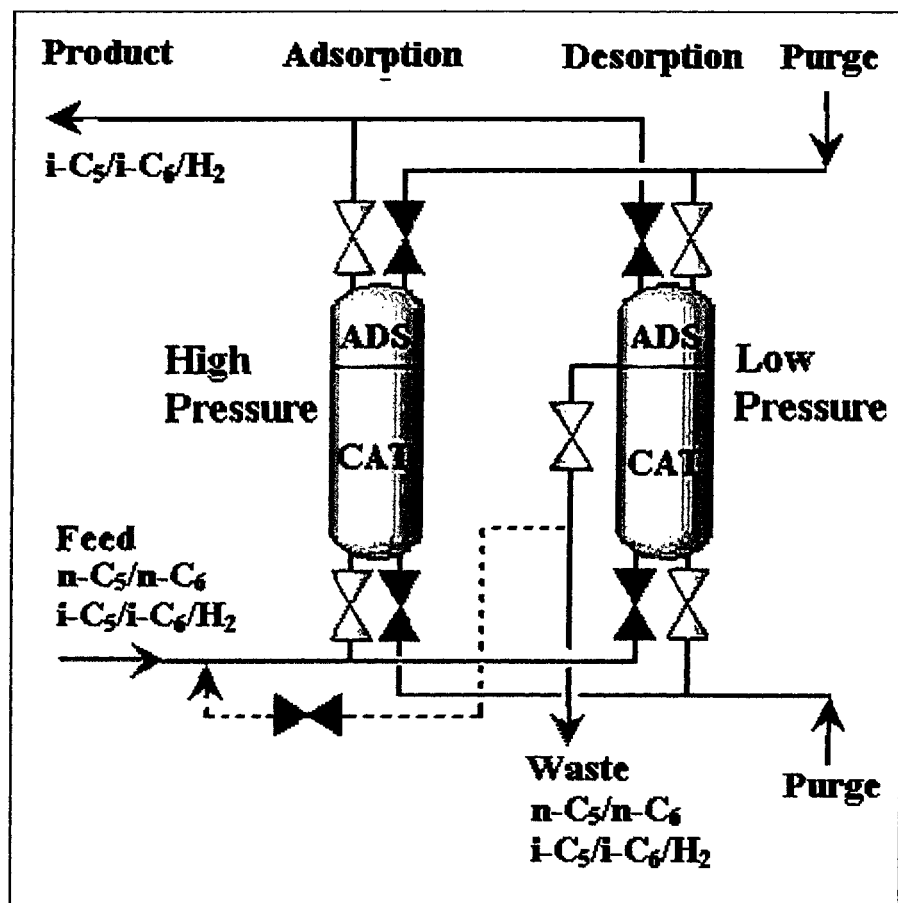 Product Adsorption Desorption Purge
i-C₅/i-C₆/H₂
ADS ADS
High
Pressure
Low
Pressure
CAT CAT
Feed
n-C₅/n-C₆
i-C₅/i-C₆/H₂
Waste
n-C₅/n-C₆
i-C₅/i-C₆/H₂
Purge